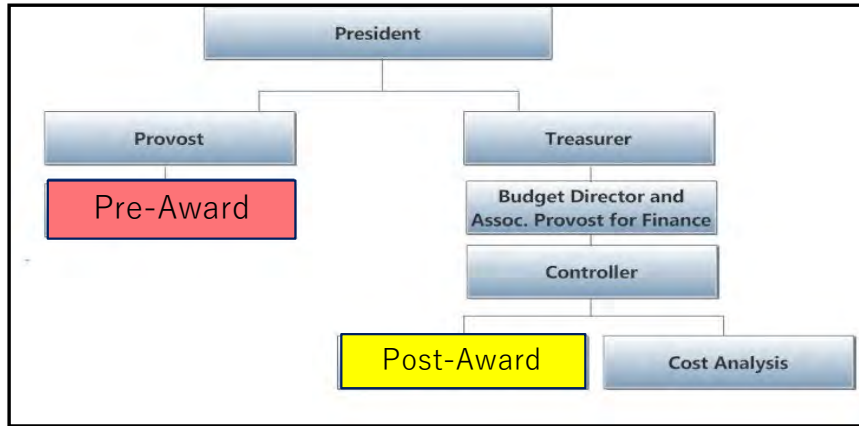 President
Provost
Treasurer
Pre-Award
Budget Director and
Assoc. Provost for Finance
Controller
Post-Award
Cost Analysis